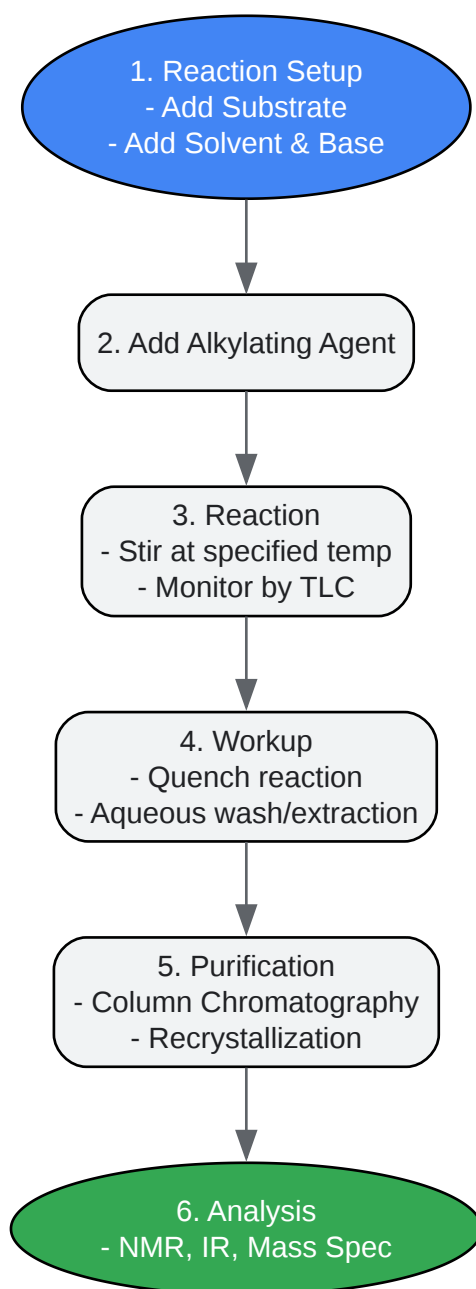 1. Reaction Setup
- Add Substrate
- Add Solvent & Base
2. Add Alkylating Agent
3. Reaction
- Stir at specified temp
- Monitor by TLC
4. Workup
- Quench reaction
- Aqueous wash/extraction
5. Purification
- Column Chromatography
- Recrystallization
6. Analysis
- NMR, IR, Mass Spec